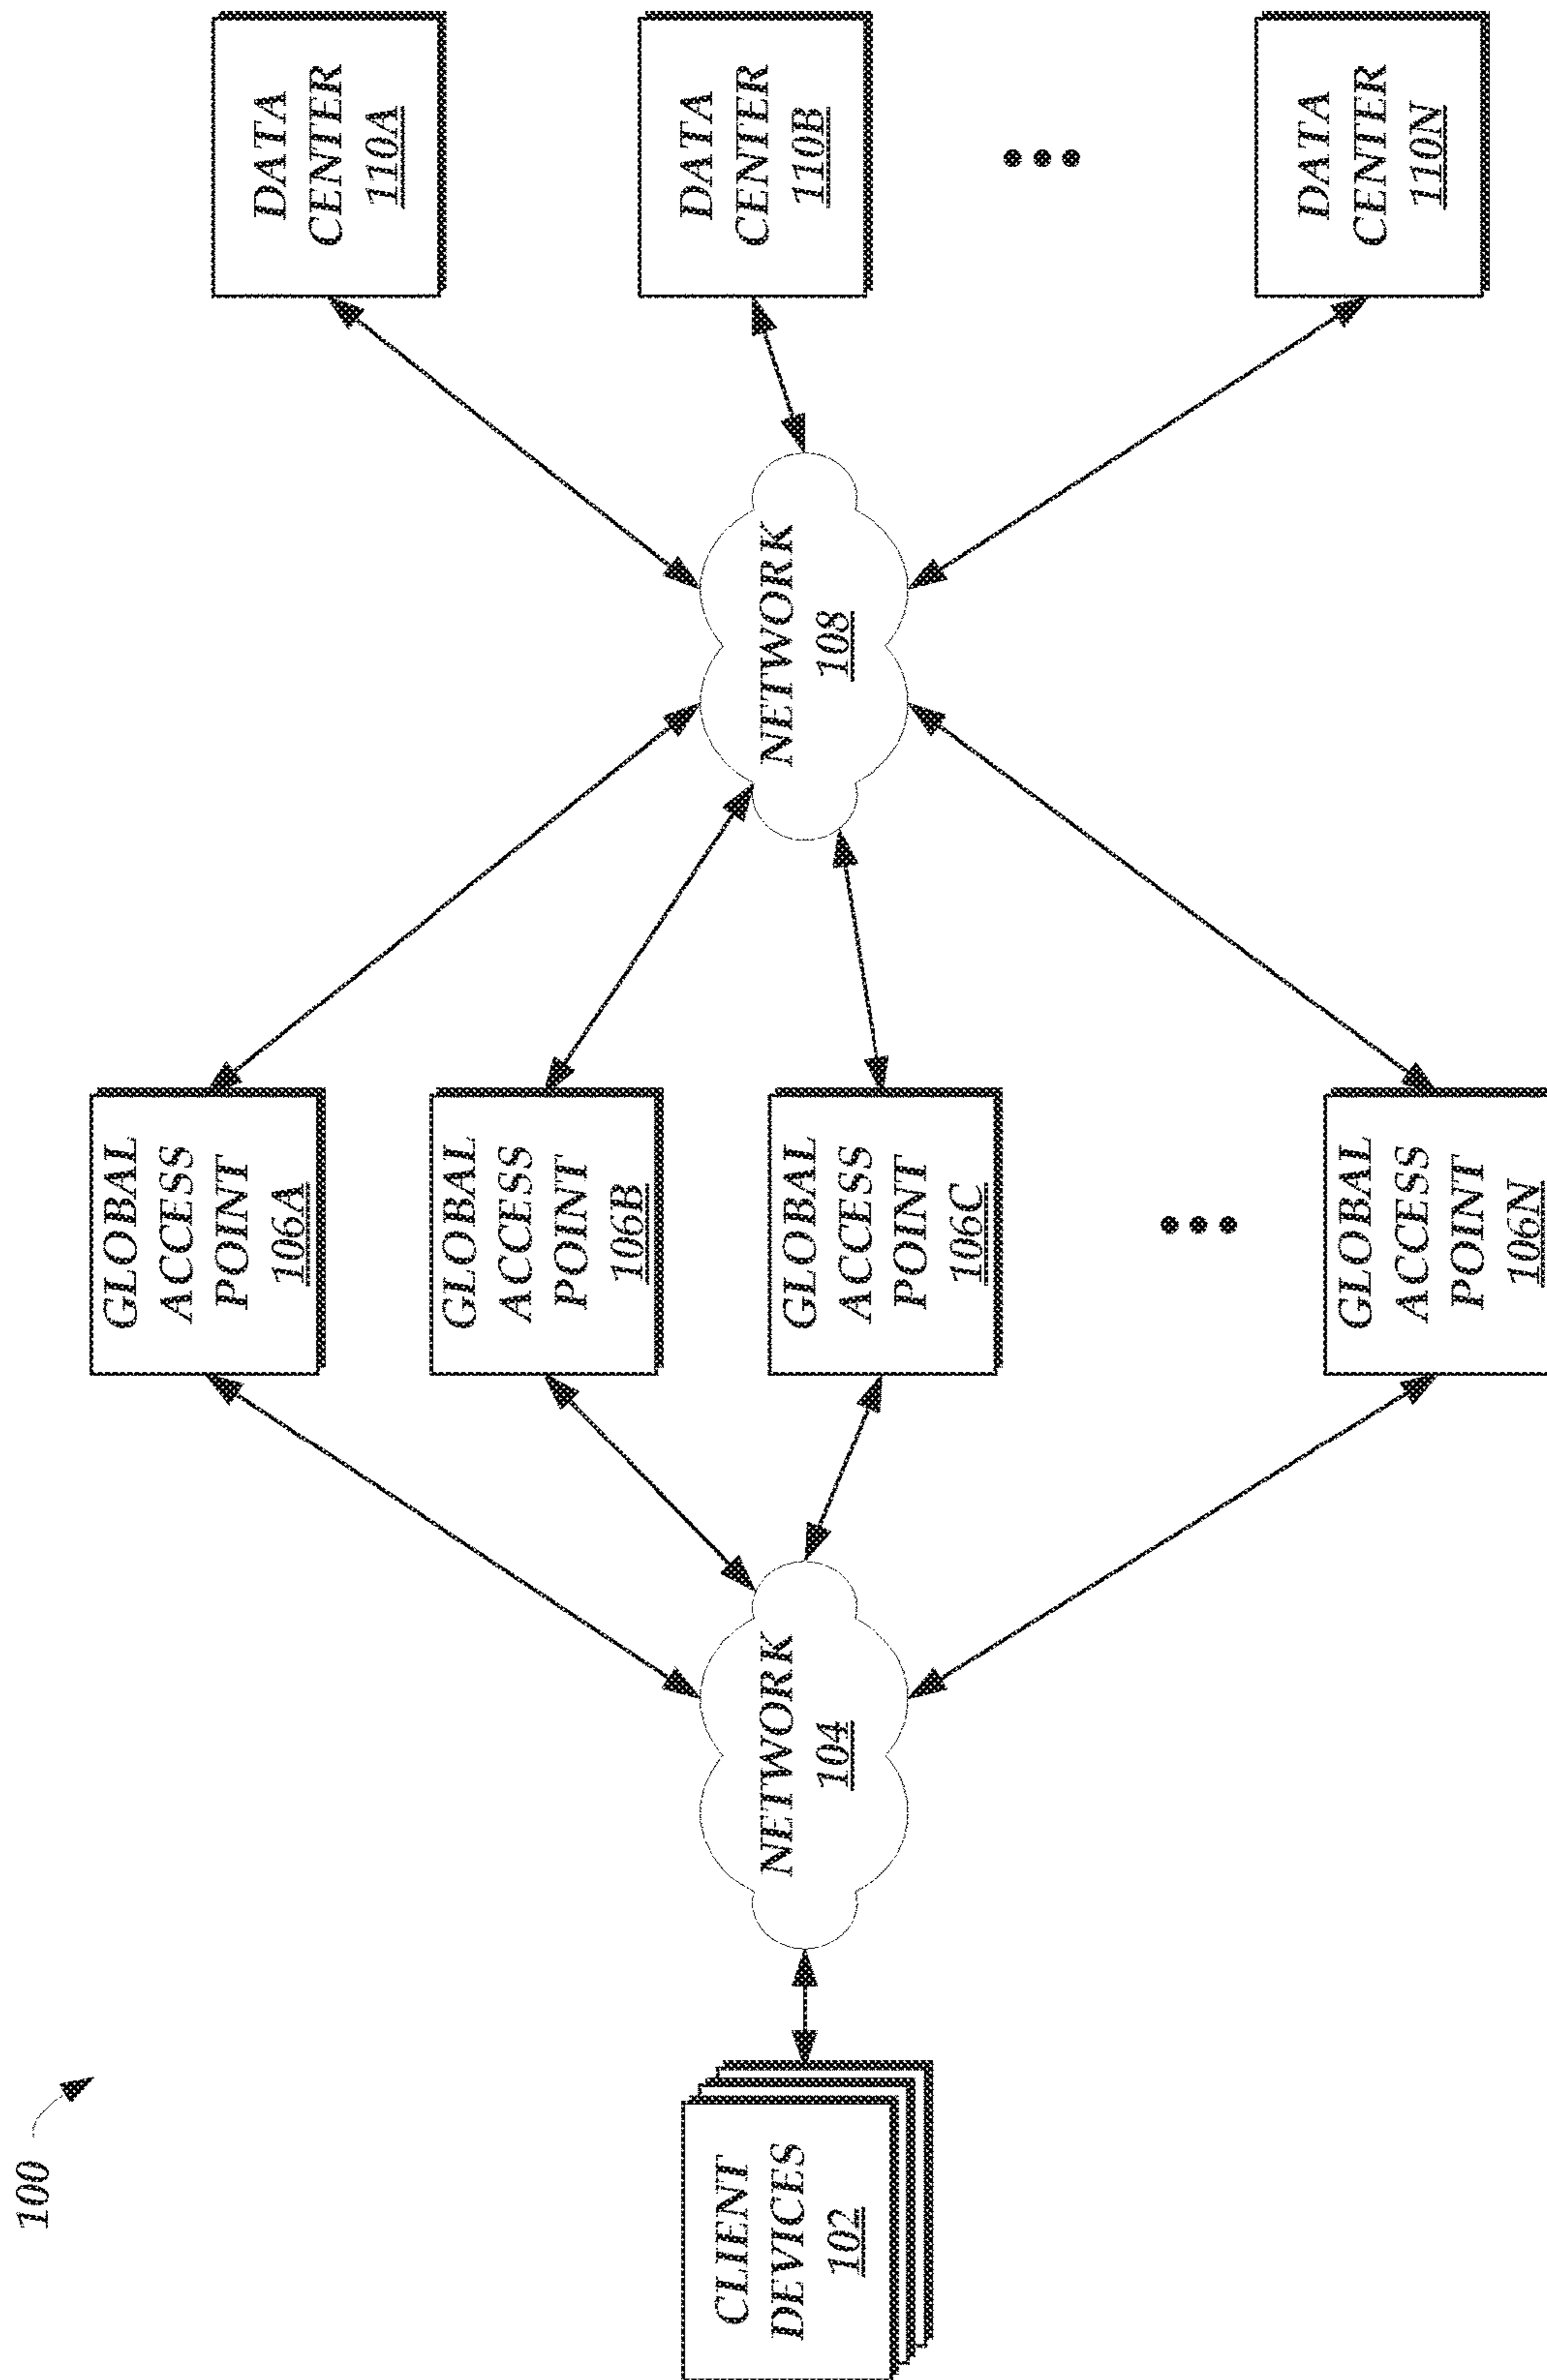 100
CLIENT
DEVICES
102
NETWORK
104
GLOBAL
ACCESS
POINT
106A
GLOBAL
ACCESS
POINT
106B
GLOBAL
ACCESS
POINT
106C
GLOBAL
ACCESS
POINT
106N
NETWORK
108
DATA
CENTER
110A
DATA
CENTER
110B
DATA
CENTER
110N